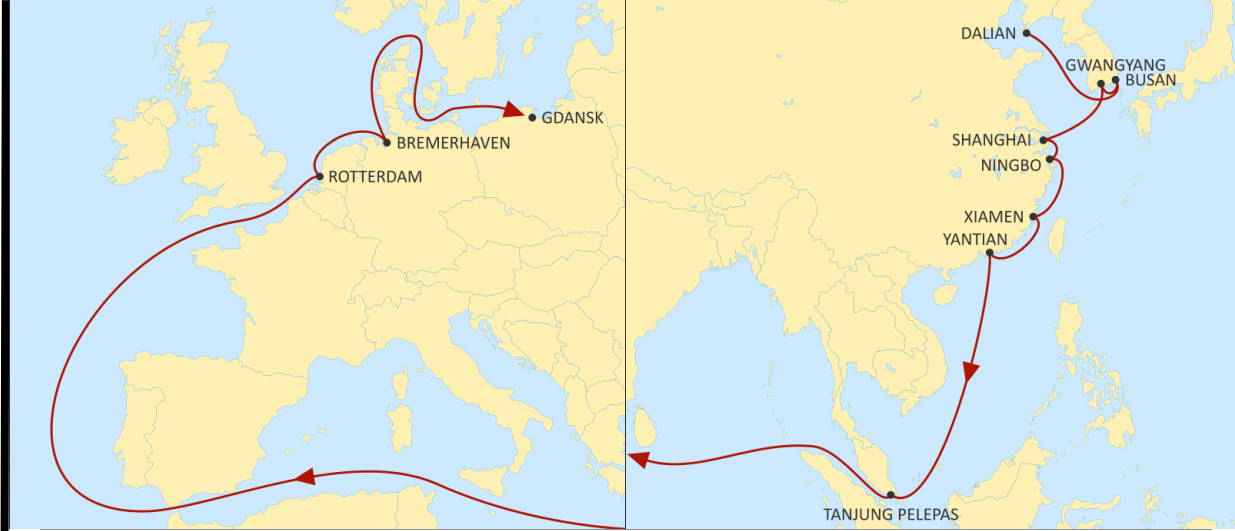 GDANSK
BREMERHAVEN
ROTTERDAM
DALIAN
GWANGYANG
BUSAN
SHANGHAI
NINGBO
XIAMEN
YANTIAN
TANJUNG PELEPAS